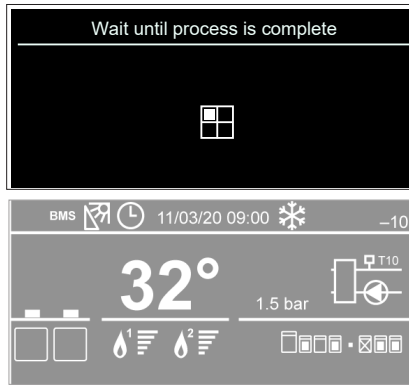 Wait until process is complete
BMS 11/03/20 09:00 –10
32°
1.5 bar
T10
1 2